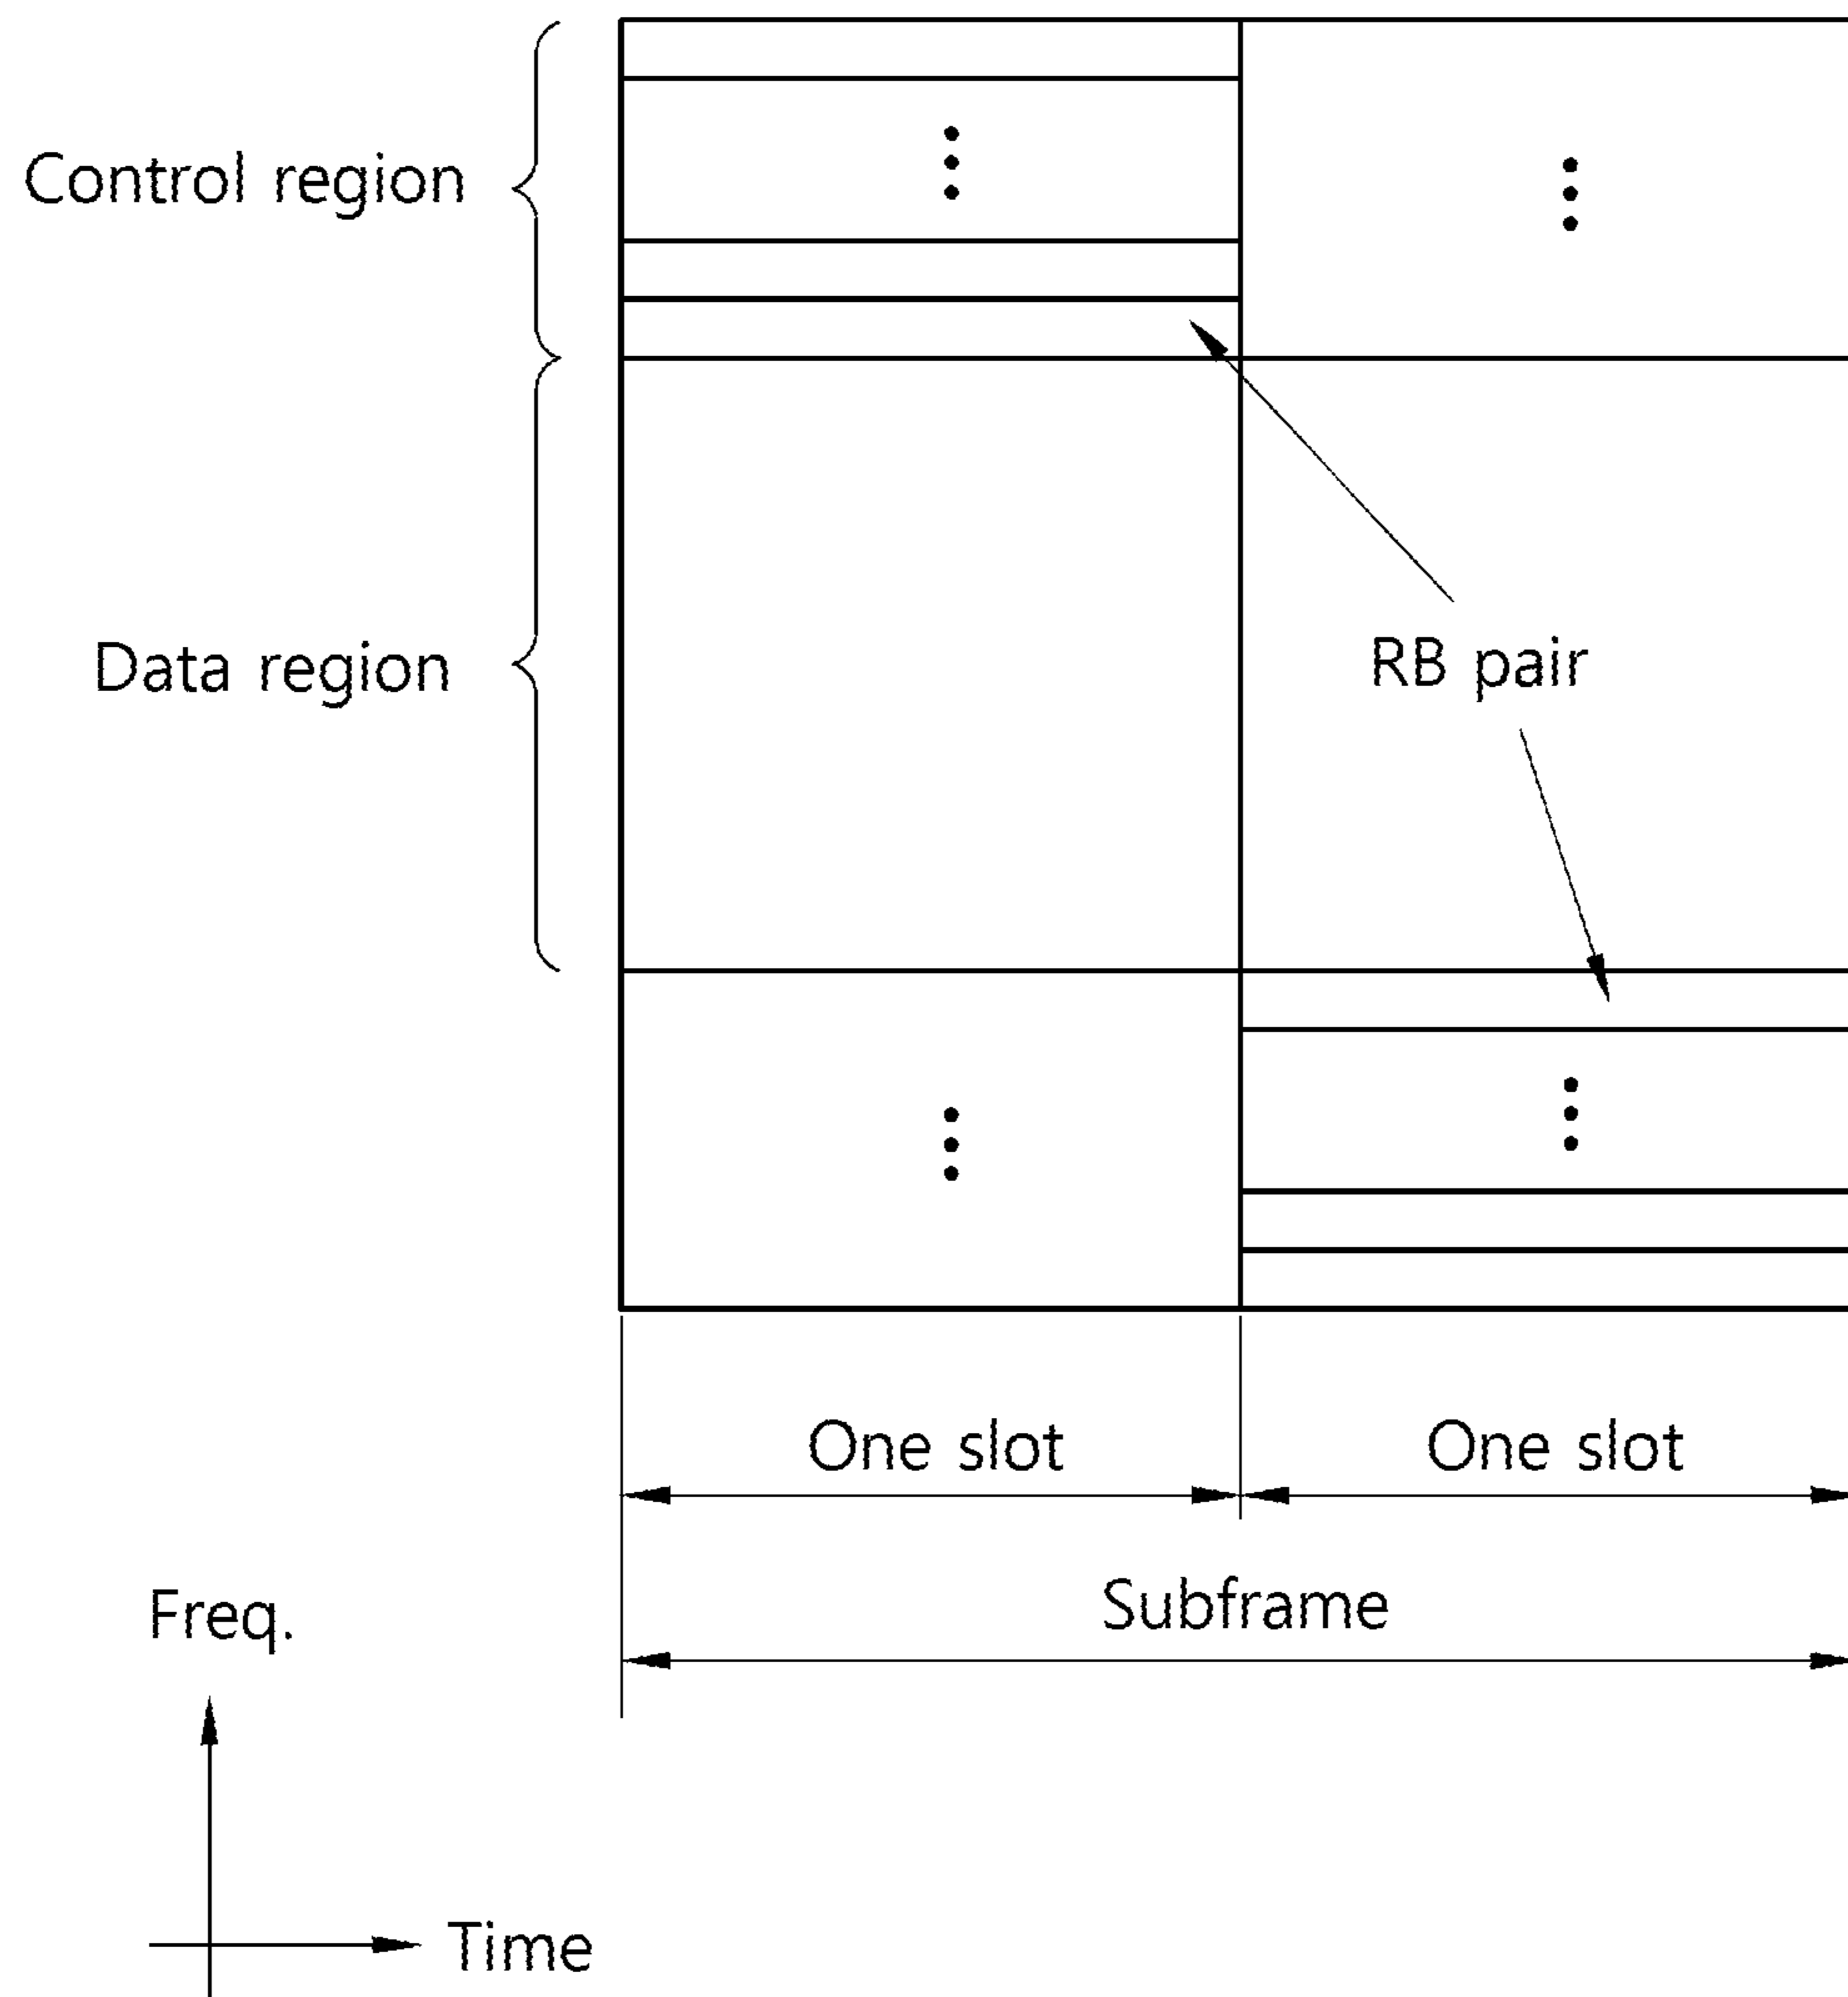 Control region
Data region
RB pair
One slot
One slot
Subframe
Freq.
Time